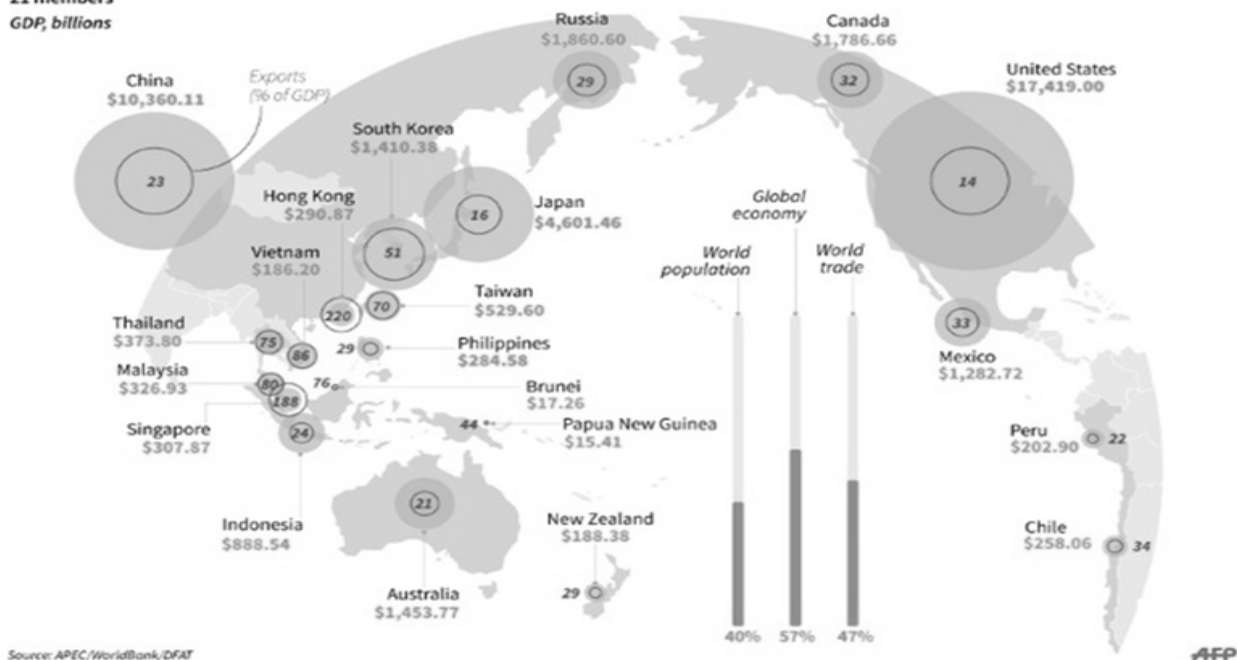 21 members
GDP, billions
Russia
$1,860.60
29
Canada
$1,786.66
32
United States
$17,419.00
14
China
$10,360.11
23
Exports
(% of GDP)
South Korea
$1,410.38
51
Hong Kong
$290.87
220
Japan
$4,601.46
16
Vietnam
$186.20
86
Taiwan
$529.60
70
Thailand
$373.80
75
Philippines
$284.58
29
Malaysia
$326.93
80
Brunei
$17.26
76
Singapore
$307.87
188
Papua New Guinea
$15.41
44
Indonesia
$888.54
24
Australia
$1,453.77
21
New Zealand
$188.38
29
World
population
40%
Global
economy
57%
World
trade
47%
Mexico
$1,282.72
33
Peru
$202.90
22
Chile
$258.06
34
Source: APEC/WorldBank/DFAT
AFP